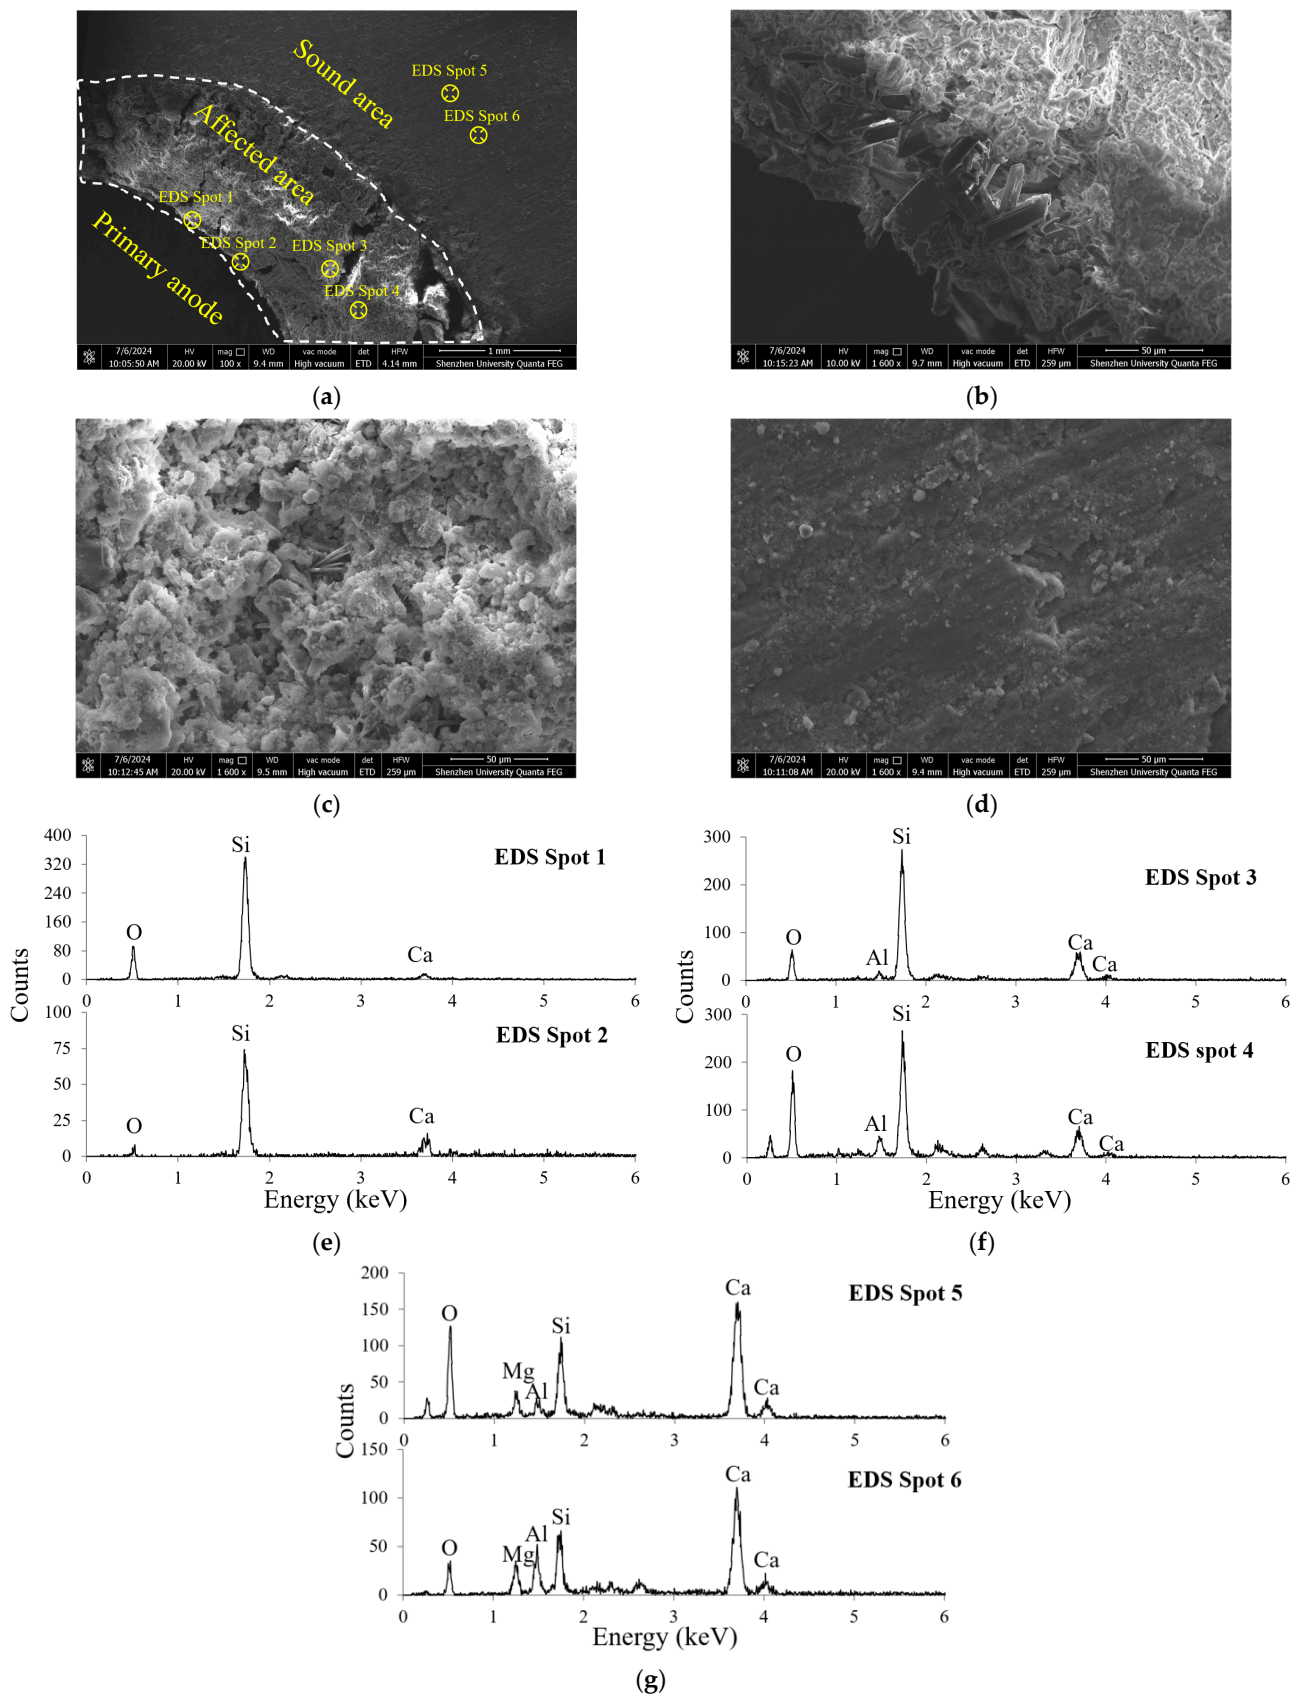 Sound area
EDS Spot 5
EDS Spot 6
Affected area
EDS Spot 1
EDS Spot 2
EDS Spot 3
EDS Spot 4
Primary anode
7/6/2024 HV mag WD vac mode det HFW 1 mm
10:05:50 AM 20.00 kV 100 x 9.4 mm High vacuum ETD 4.14 mm Shenzhen University Quanta FEG
(a)
7/6/2024 HV mag WD vac mode det HFW 50 µm
10:15:23 AM 10.00 kV 1 600 x 9.7 mm High vacuum ETD 259 µm Shenzhen University Quanta FEG
(b)
7/6/2024 HV mag WD vac mode det HFW 50 µm
10:12:45 AM 20.00 kV 1 600 x 9.5 mm High vacuum ETD 259 µm Shenzhen University Quanta FEG
(c)
7/6/2024 HV mag WD vac mode det HFW 50 µm
10:11:08 AM 20.00 kV 1 600 x 9.4 mm High vacuum ETD 259 µm Shenzhen University Quanta FEG
(d)
400
320
240
160
80
0
Si
O
Ca
EDS Spot 1
0 1 2 3 4 5 6
Counts
100
75
50
25
0
Si
O
Ca
EDS Spot 2
0 1 2 3 4 5 6
Energy (keV)
(e)
300
200
100
0
Si
O
Al
Ca
Ca
EDS Spot 3
0 1 2 3 4 5 6
Counts
300
200
100
0
Si
O
Al
Ca
Ca
EDS spot 4
0 1 2 3 4 5 6
Energy (keV)
(f)
200
150
100
50
0
O
Mg
Al
Si
Ca
Ca
EDS Spot 5
0 1 2 3 4 5 6
Counts
150
100
50
0
O
Mg
Al
Si
Ca
Ca
EDS Spot 6
0 1 2 3 4 5 6
Energy (keV)
(g)